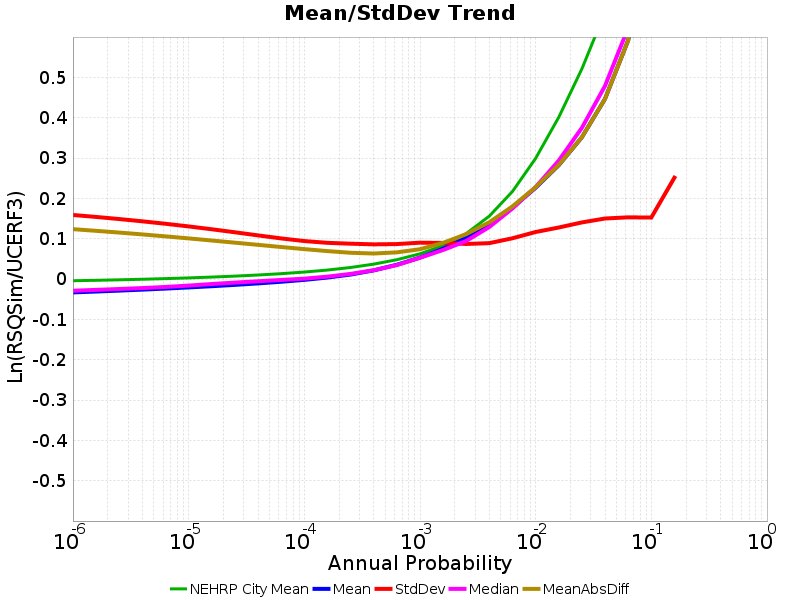 Mean/StdDev Trend
Ln(RSQSim/UCERF3)
0.5
0.4
0.3
0.2
0.1
0
-0.1
-0.2
-0.3
-0.4
-0.5
10^-6 10^-5 10^-4 10^-3 10^-2 10^-1 10^0
Annual Probability
NEHRP City Mean Mean StdDev Median MeanAbsDiff